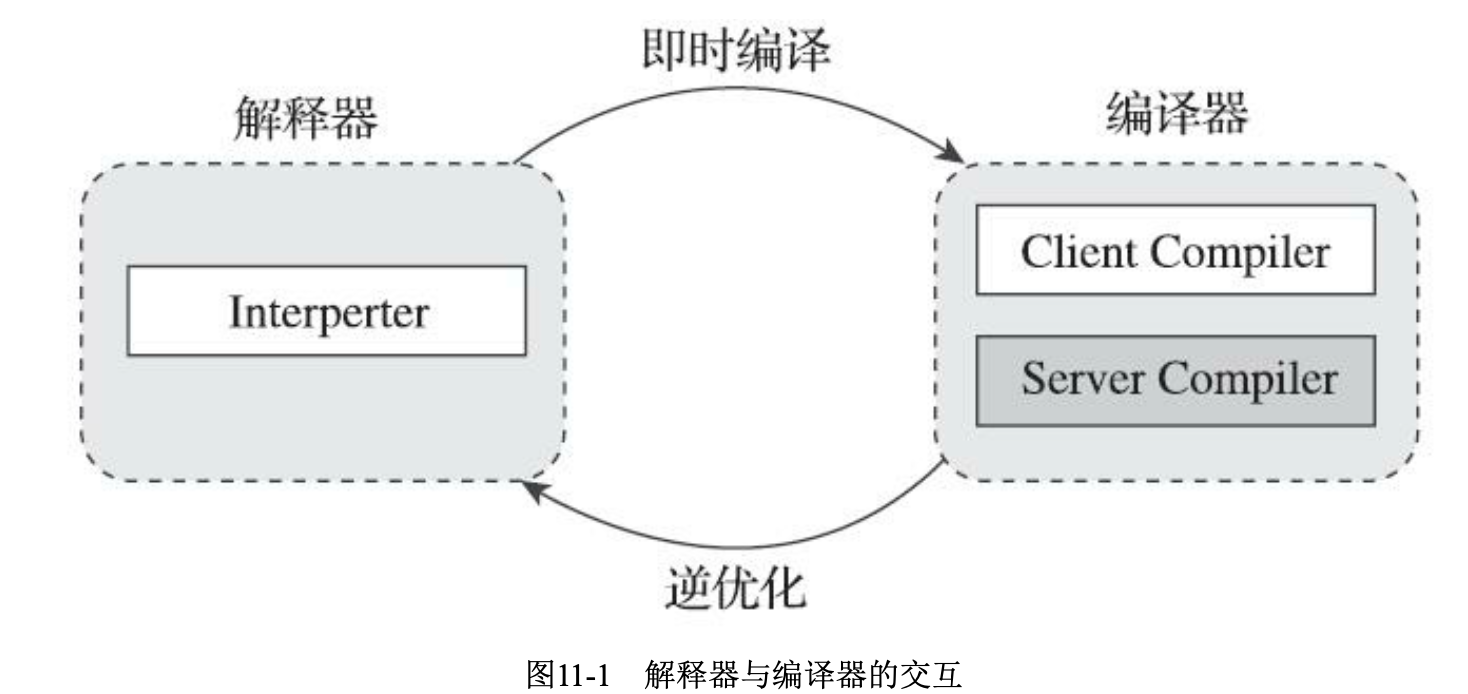 即时编译
解释器
编译器
Interperter
Client Compiler
Server Compiler
逆优化
图11-1 解释器与编译器的交互